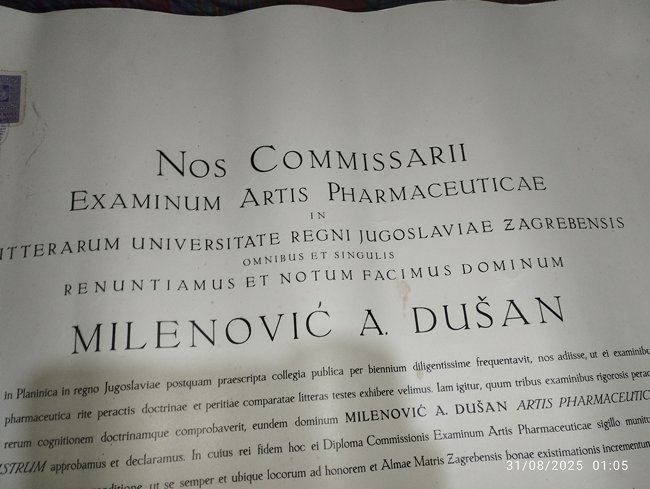 NOS COMMISSARII
EXAMINUM ARTIS PHARMACEUTICAE
IN
LITTERARUM UNIVERSITATE REGNI JUGOSLAVIAE ZAGREBENSIS
OMNIBUS ET SINGULIS
RENUNTIAMUS ET NOTUM FACIMUS DOMINUM
MILENOVIĆ A. DUŠAN
in Planinica in regno Jugoslaviae postquam praescripta collegia publica per biennium diligentissime frequentavit, nos adiisse, ut ei examinibus
pharmaceutica rite peractis doctrinae et peritiae comparatae litteras testes exhibere velimus. Iam igitur, quum tribus examinibus rigorosis
rerum cognitionem doctrinamque comprobaverit, eundem dominum MILENOVIĆ A. DUŠAN ARTIS PHARMACEUTIC
approbamus et declaramus. In cuius rei fidem hoc ei Diploma Commissionis Examinum Artis Pharmaceuticae sigillo
ut se semper et ubique locorum ad honorem et Almae Matris Zagrebensis bonae existimationis incrementum
31/08/2025 01:05